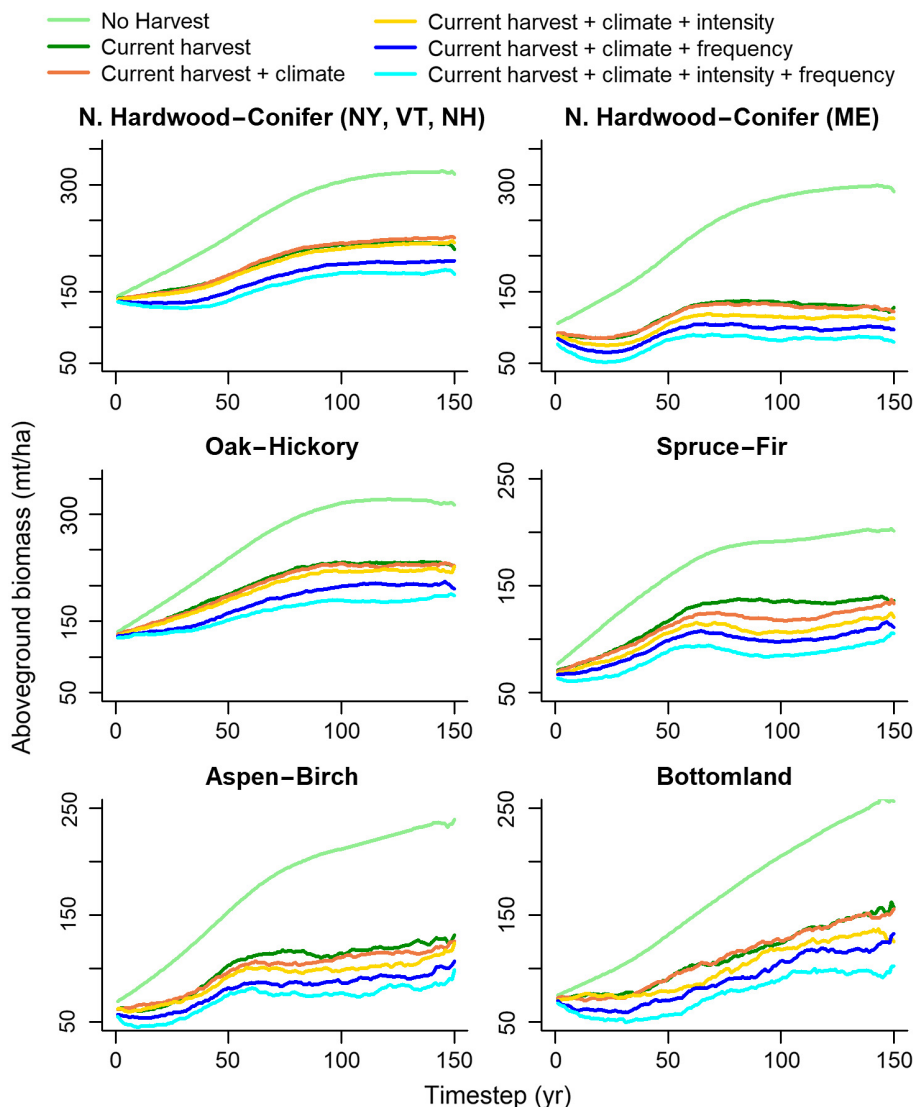 No Harvest
Current harvest
Current harvest + climate
Current harvest + climate + intensity
Current harvest + climate + frequency
Current harvest + climate + intensity + frequency
N. Hardwood−Conifer (NY, VT, NH)
300
150
50
0 50 100 150
N. Hardwood−Conifer (ME)
300
150
50
0 50 100 150
Aboveground biomass (mt/ha)
Oak−Hickory
300
150
50
0 50 100 150
Spruce−Fir
250
150
50
0 50 100 150
Aspen−Birch
250
150
50
0 50 100 150
Bottomland
250
150
50
0 50 100 150
Timestep (yr)